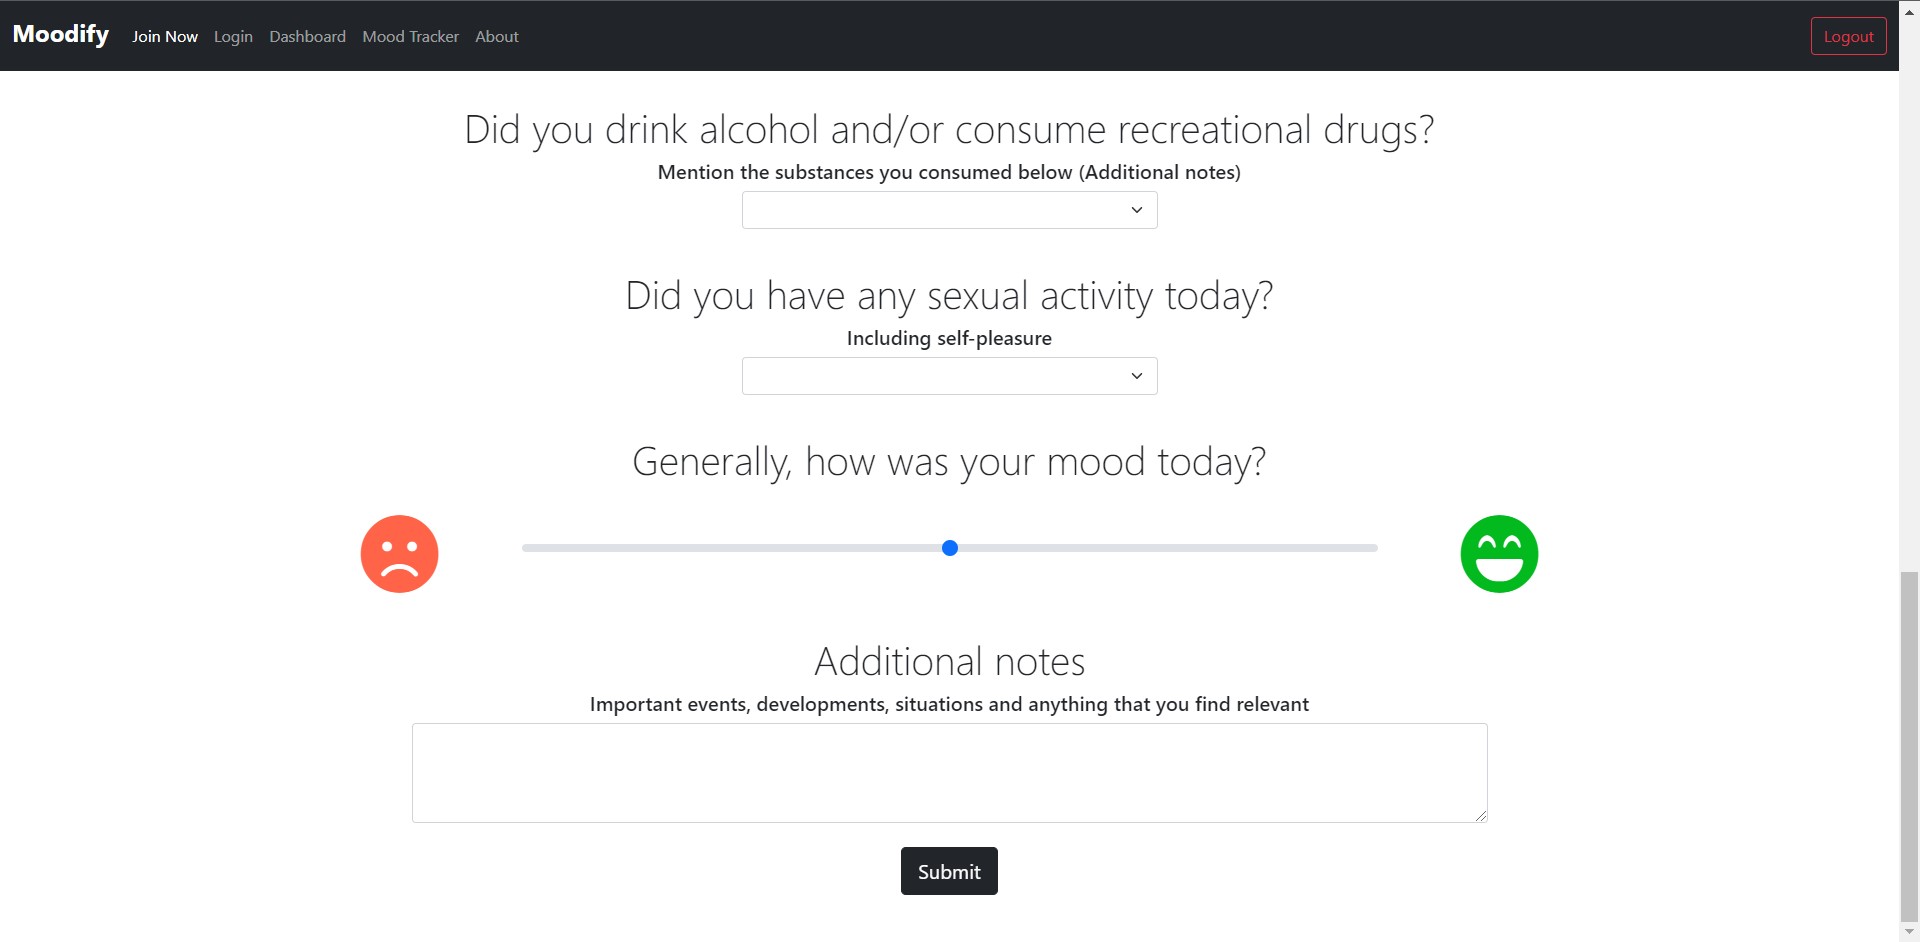 Moodify Join Now Login Dashboard Mood Tracker About Logout
Did you drink alcohol and/or consume recreational drugs?
Mention the substances you consumed below (Additional notes)
Did you have any sexual activity today?
Including self-pleasure
Generally, how was your mood today?
Additional notes
Important events, developments, situations and anything that you find relevant
Submit